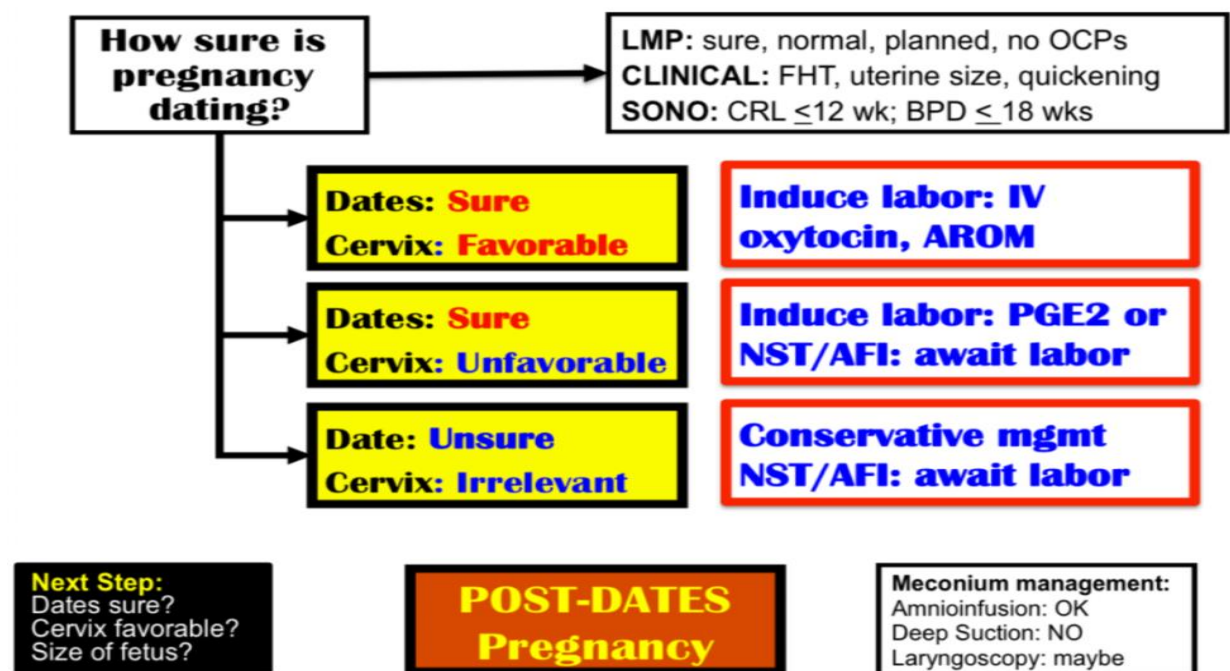 How sure is
pregnancy
dating?
LMP: sure, normal, planned, no OCPs
CLINICAL: FHT, uterine size, quickening
SONO: CRL ≤12 wk; BPD ≤ 18 wks
Dates: Sure
Cervix: Favorable
Induce labor: IV
oxytocin, AROM
Dates: Sure
Cervix: Unfavorable
Induce labor: PGE2 or
NST/AFI: await labor
Date: Unsure
Cervix: Irrelevant
Conservative mgmt
NST/AFI: await labor
Next Step:
Dates sure?
Cervix favorable?
Size of fetus?
POST-DATES
Pregnancy
Meconium management:
Amnioinfusion: OK
Deep Suction: NO
Laryngoscopy: maybe